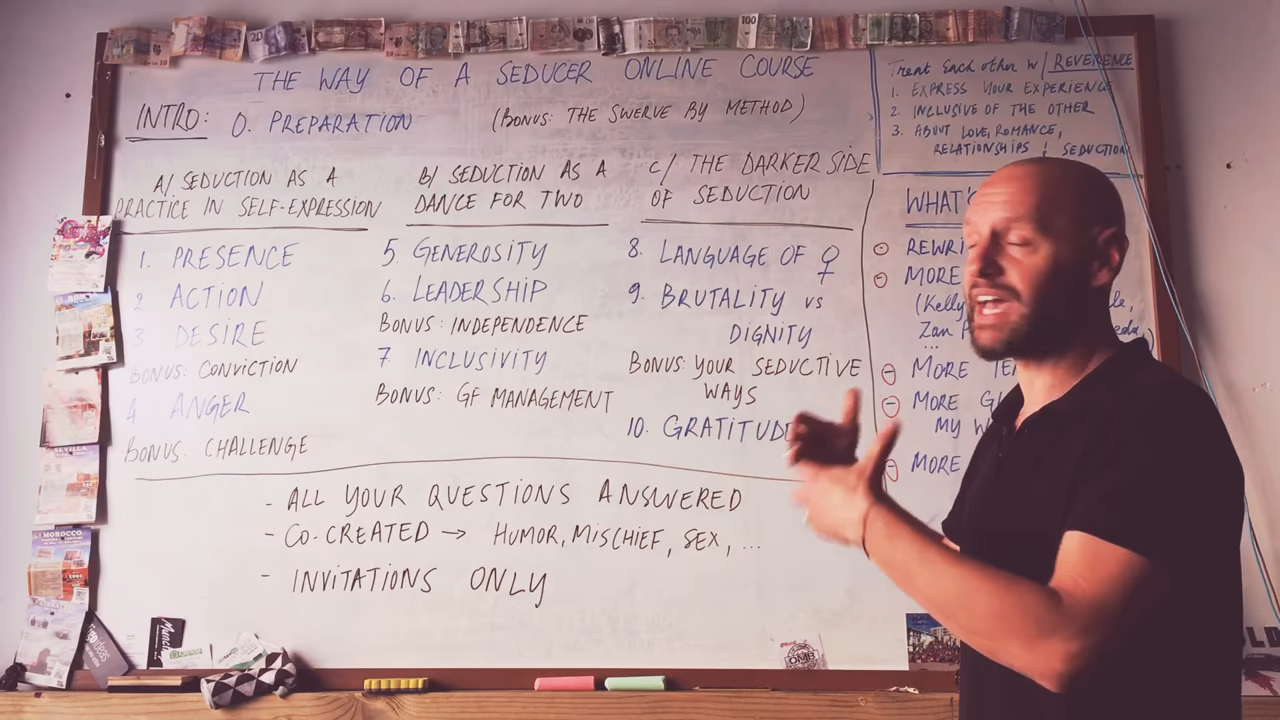 THE WAY OF A SEDUCER ONLINE COURSE
INTRO: 0. PREPARATION (BONUS: THE SWERVE BY METHOD)
A/ SEDUCTION AS A
PRACTICE IN SELF-EXPRESSION
1. PRESENCE
2 ACTION
3 DESIRE
BONUS: CONVICTION
4 ANGER
BONUS: CHALLENGE
B/ SEDUCTION AS A
DANCE FOR TWO
5. GENEROSITY
6. LEADERSHIP
BONUS: INDEPENDENCE
7 INCLUSIVITY
BONUS: GF MANAGEMENT
C/ THE DARKER SIDE
OF SEDUCTION
8. LANGUAGE OF ♀
9. BRUTALITY vs
DIGNITY
BONUS: YOUR SEDUCTIVE
WAYS
10. GRATITUDE
- ALL YOUR QUESTIONS ANSWERED
- CO-CREATED → HUMOR, MISCHIEF, SEX, ...
- INVITATIONS ONLY
Treat Each other w/ REVERENCE
1. EXPRESS YOUR EXPERIENCE
2. INCLUSIVE OF THE OTHER
3. ABOUT LOVE, ROMANCE,
RELATIONSHIPS & SEDUCTION
WHAT'S
MORE
(Kelly
Zan
...
MORE
MORE
MY
MORE
MOROCCO
SEVILLA
OMB
20
100